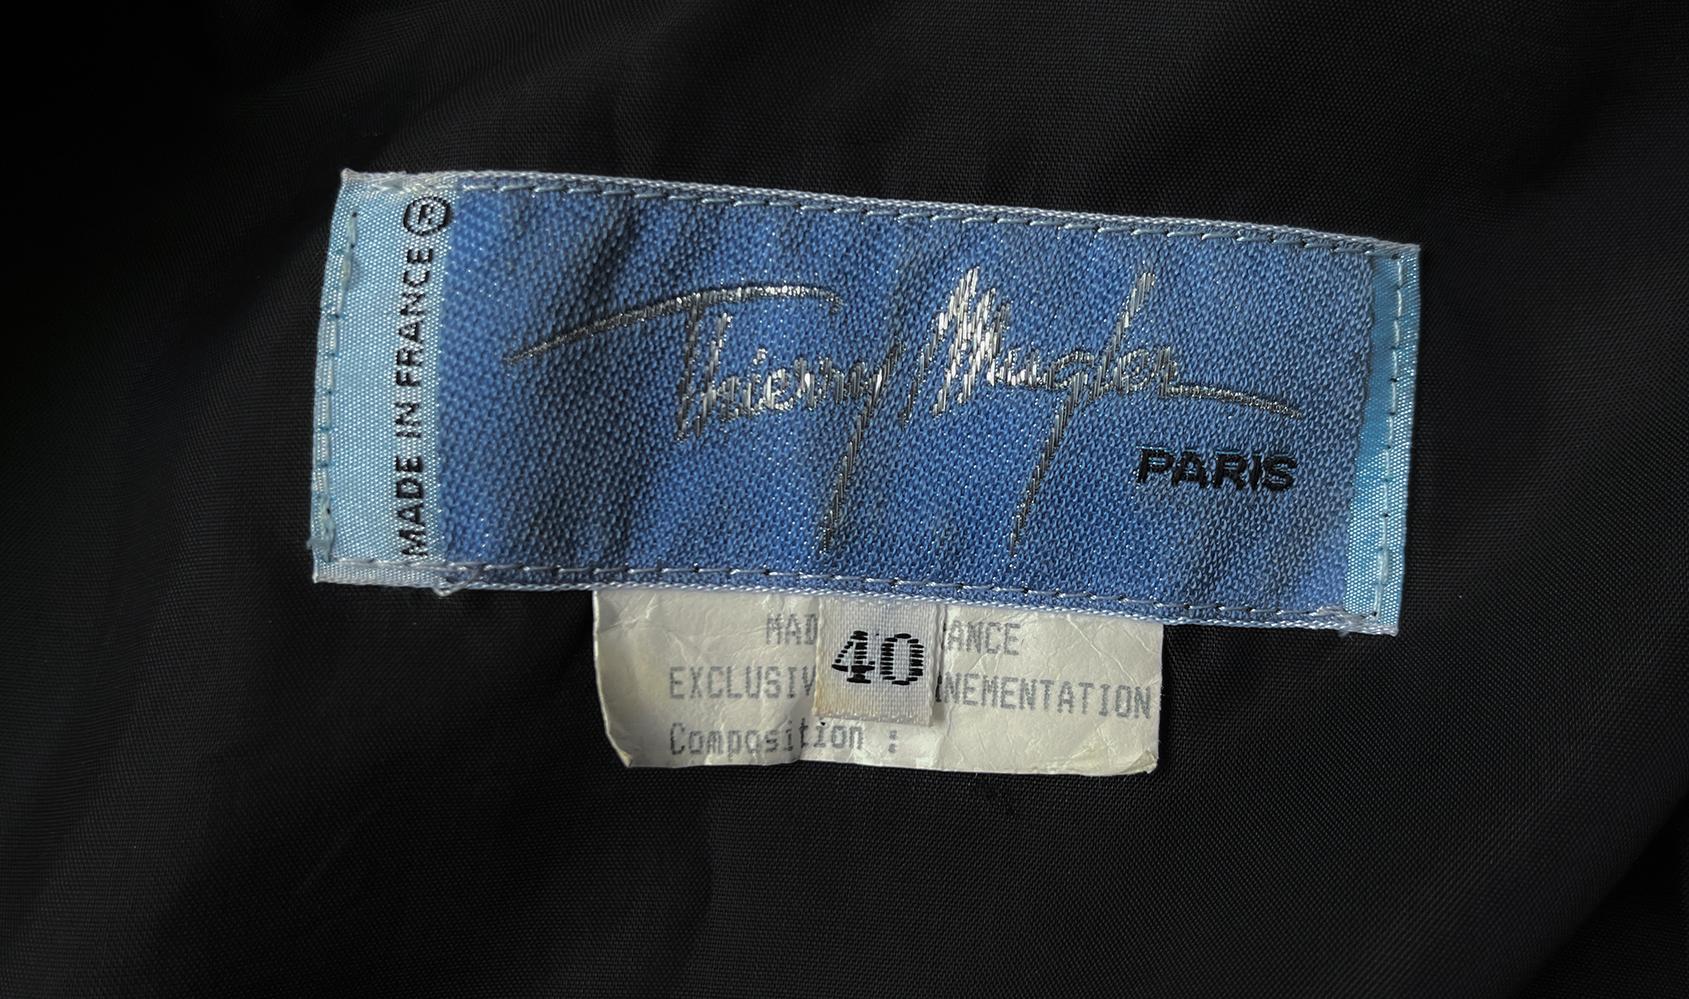 MADE IN FRANCE ®
Thierry Mugler
PARIS
40
MAD ANCE
EXCLUSIV NEMENTATION
Composition :